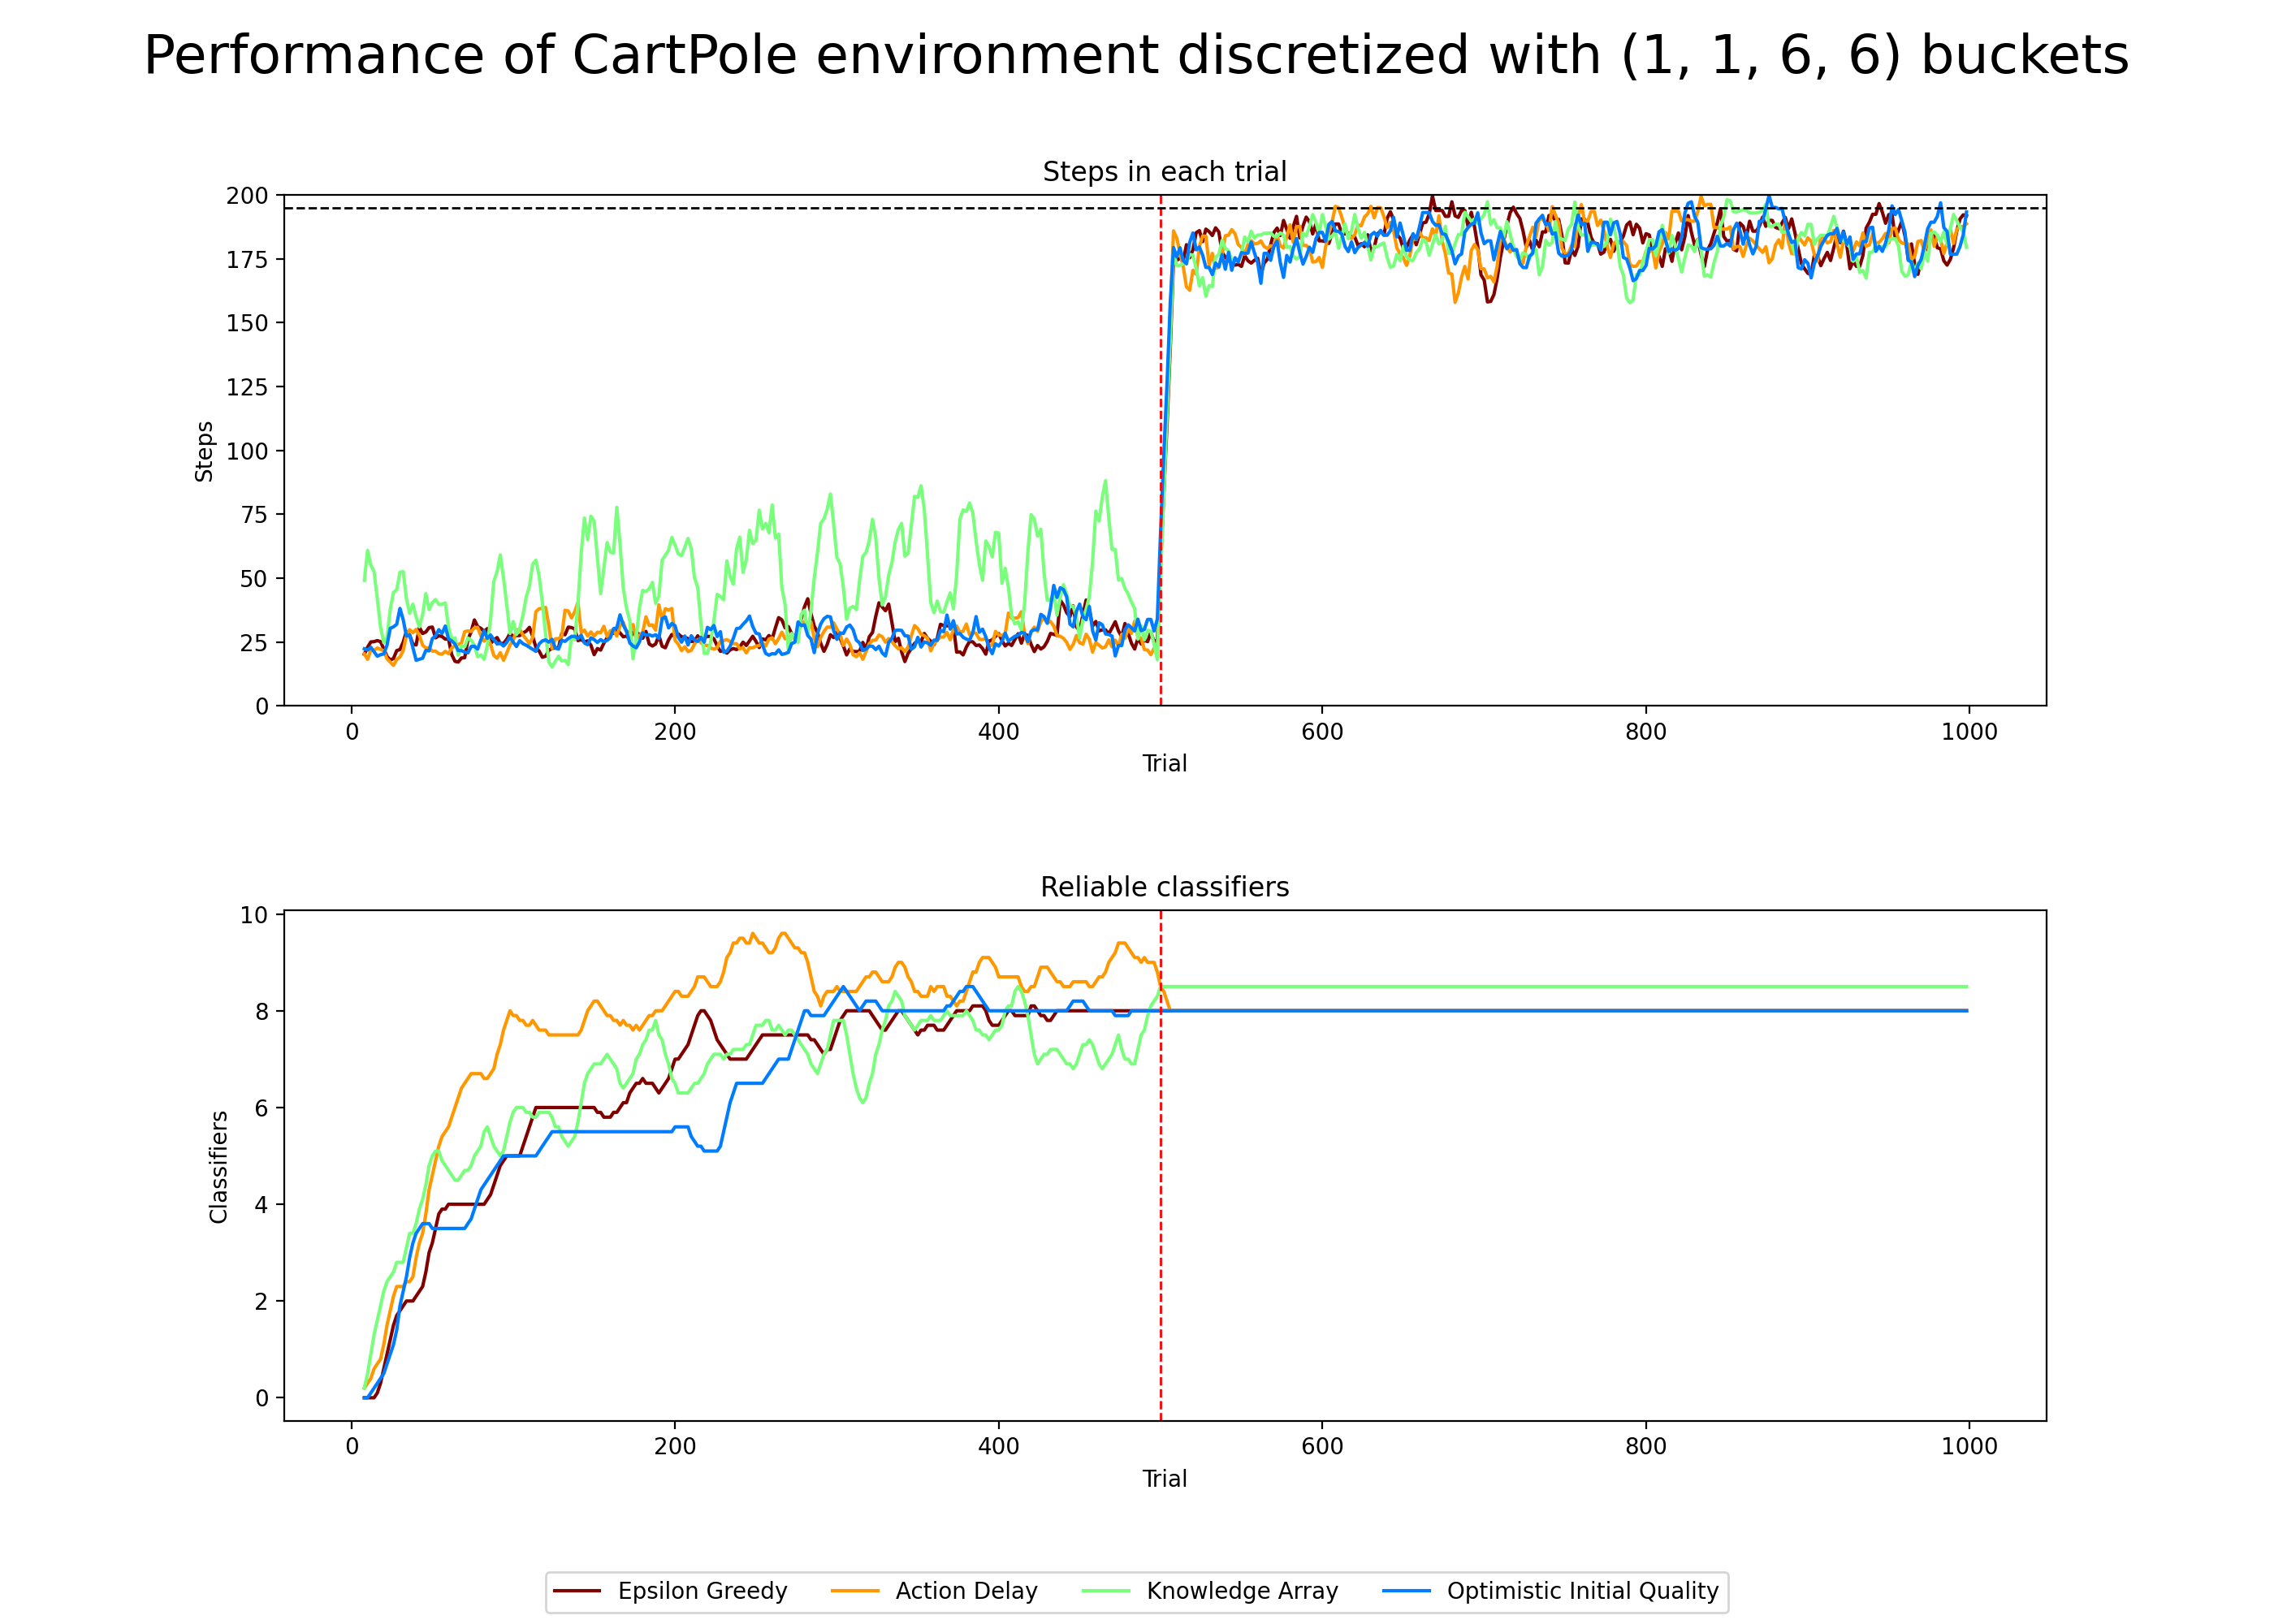 Performance of CartPole environment discretized with (1, 1, 6, 6) buckets
Steps in each trial
200
175
150
125
100
75
50
25
0
Steps
0 200 400 600 800 1000
Trial
Reliable classifiers
10
8
6
4
2
0
Classifiers
0 200 400 600 800 1000
Trial
Epsilon Greedy Action Delay Knowledge Array Optimistic Initial Quality